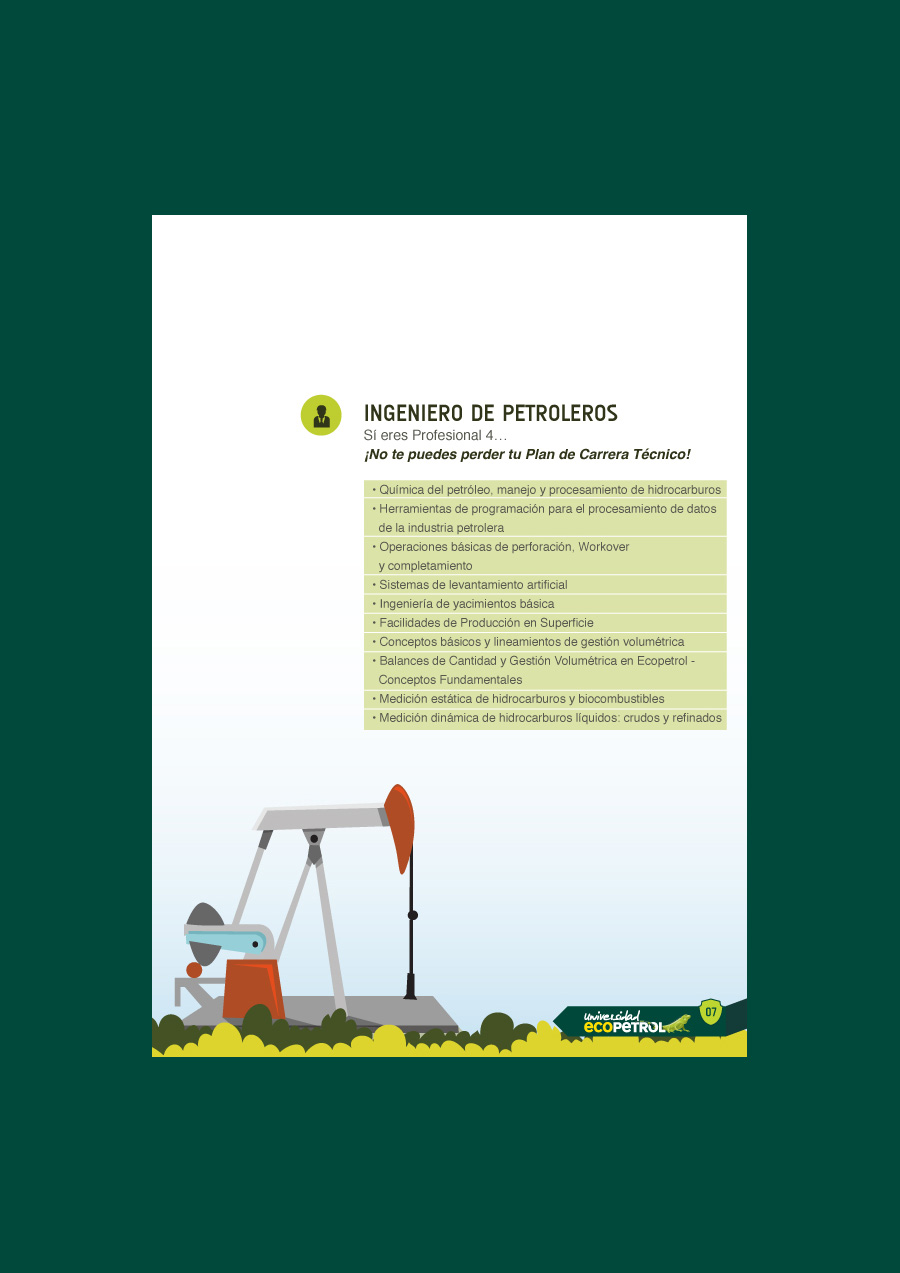 INGENIERO DE PETROLEROS
Sí eres Profesional 4…
¡No te puedes perder tu Plan de Carrera Técnico!
• Química del petróleo, manejo y procesamiento de hidrocarburos
• Herramientas de programación para el procesamiento de datos
de la industria petrolera
• Operaciones básicas de perforación, Workover
y completamiento
• Sistemas de levantamiento artificial
• Ingeniería de yacimientos básica
• Facilidades de Producción en Superficie
• Conceptos básicos y lineamientos de gestión volumétrica
• Balances de Cantidad y Gestión Volumétrica en Ecopetrol -
Conceptos Fundamentales
• Medición estática de hidrocarburos y biocombustibles
• Medición dinámica de hidrocarburos líquidos: crudos y refinados
universidad
ecoPETROL
07